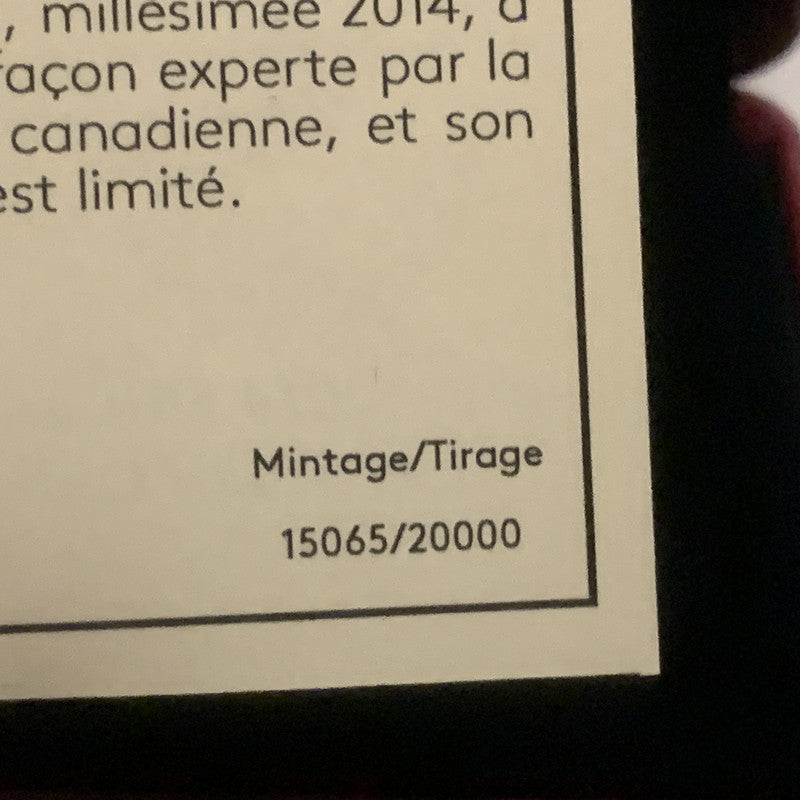 , millésimée 2014, a
façon experte par la
canadienne, et son
est limité.
Mintage/Tirage
15065/20000